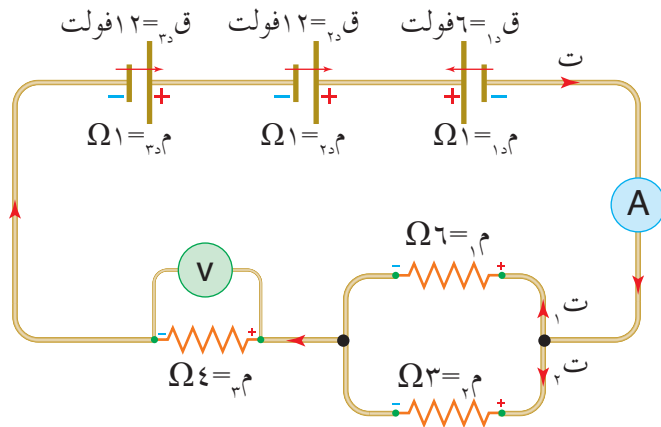 ق د٣ =١٢فولت ق د٢ =١٢فولت ق د١ =٦فولت
ت
− + − + + −
م د٣ =١Ω م د٢ =١Ω م د١ =١Ω
A
م١ =٦Ω
V
− +
ت١
− +
ت٢
م٣ =٤Ω
م٢ =٣Ω
− +